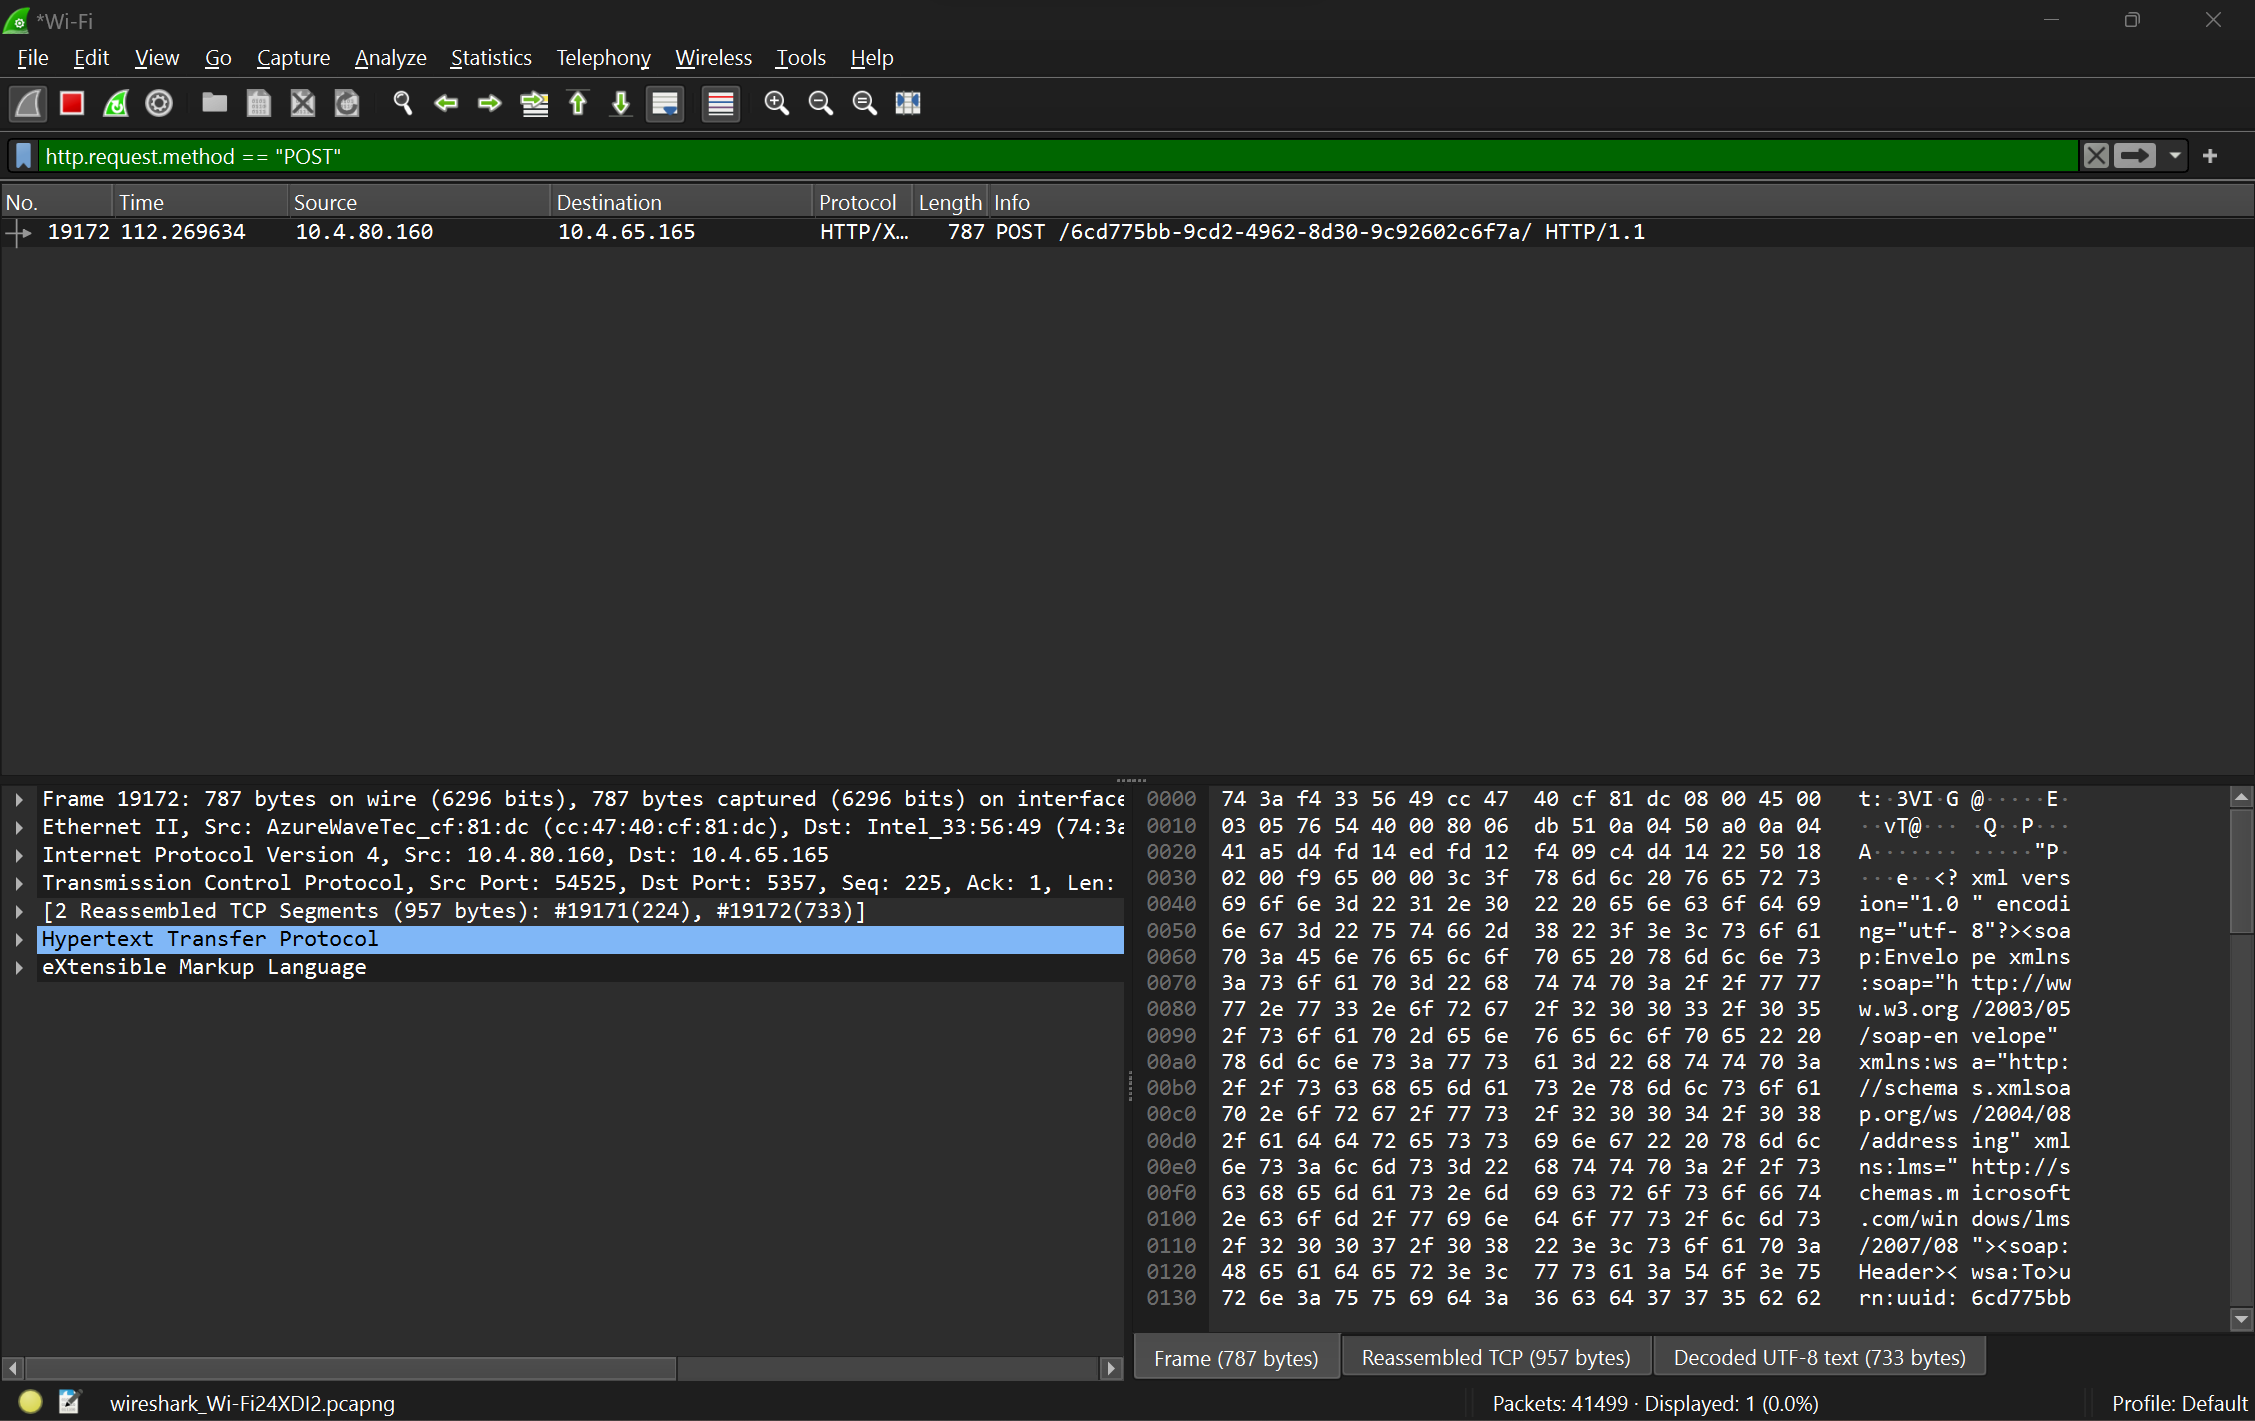 *Wi-Fi
File Edit View Go Capture Analyze Statistics Telephony Wireless Tools Help
http.request.method == "POST"
No. Time Source Destination Protocol Length Info
19172 112.269634 10.4.80.160 10.4.65.165 HTTP/X… 787 POST /6cd775bb-9cd2-4962-8d30-9c92602c6f7a/ HTTP/1.1
Frame 19172: 787 bytes on wire (6296 bits), 787 bytes captured (6296 bits) on interface
Ethernet II, Src: AzureWaveTec_cf:81:dc (cc:47:40:cf:81:dc), Dst: Intel_33:56:49 (74:3a
Internet Protocol Version 4, Src: 10.4.80.160, Dst: 10.4.65.165
Transmission Control Protocol, Src Port: 54525, Dst Port: 5357, Seq: 225, Ack: 1, Len:
[2 Reassembled TCP Segments (957 bytes): #19171(224), #19172(733)]
Hypertext Transfer Protocol
eXtensible Markup Language
0000 74 3a f4 33 56 49 cc 47 40 cf 81 dc 08 00 45 00 t:·3VI·G @·····E·
0010 03 05 76 54 40 00 80 06 db 51 0a 04 50 a0 0a 04 ··vT@··· ·Q··P···
0020 41 a5 d4 fd 14 ed fd 12 f4 09 c4 d4 14 22 50 18 A······· ·····"P·
0030 02 00 f9 65 00 00 3c 3f 78 6d 6c 20 76 65 72 73 ···e··<? xml vers
0040 69 6f 6e 3d 22 31 2e 30 22 20 65 6e 63 6f 64 69 ion="1.0 " encodi
0050 6e 67 3d 22 75 74 66 2d 38 22 3f 3e 3c 73 6f 61 ng="utf- 8"?><soa
0060 70 3a 45 6e 76 65 6c 6f 70 65 20 78 6d 6c 6e 73 p:Envelo pe xmlns
0070 3a 73 6f 61 70 3d 22 68 74 74 70 3a 2f 2f 77 77 :soap="h ttp://ww
0080 77 2e 77 33 2e 6f 72 67 2f 32 30 30 33 2f 30 35 w.w3.org /2003/05
0090 2f 73 6f 61 70 2d 65 6e 76 65 6c 6f 70 65 22 20 /soap-en velope"
00a0 78 6d 6c 6e 73 3a 77 73 61 3d 22 68 74 74 70 3a xmlns:ws a="http:
00b0 2f 2f 73 63 68 65 6d 61 73 2e 78 6d 6c 73 6f 61 //schema s.xmlsoa
00c0 70 2e 6f 72 67 2f 77 73 2f 32 30 30 34 2f 30 38 p.org/ws /2004/08
00d0 2f 61 64 64 72 65 73 73 69 6e 67 22 20 78 6d 6c /address ing" xml
00e0 6e 73 3a 6c 6d 73 3d 22 68 74 74 70 3a 2f 2f 73 ns:lms=" http://s
00f0 63 68 65 6d 61 73 2e 6d 69 63 72 6f 73 6f 66 74 chemas.m icrosoft
0100 2e 63 6f 6d 2f 77 69 6e 64 6f 77 73 2f 6c 6d 73 .com/win dows/lms
0110 2f 32 30 30 37 2f 30 38 22 3e 3c 73 6f 61 70 3a /2007/08 "><soap:
0120 48 65 61 64 65 72 3e 3c 77 73 61 3a 54 6f 3e 75 Header>< wsa:To>u
0130 72 6e 3a 75 75 69 64 3a 36 63 64 37 37 35 62 62 rn:uuid: 6cd775bb
Frame (787 bytes) Reassembled TCP (957 bytes) Decoded UTF-8 text (733 bytes)
wireshark_Wi-Fi24XDI2.pcapng Packets: 41499 · Displayed: 1 (0.0%) Profile: Default